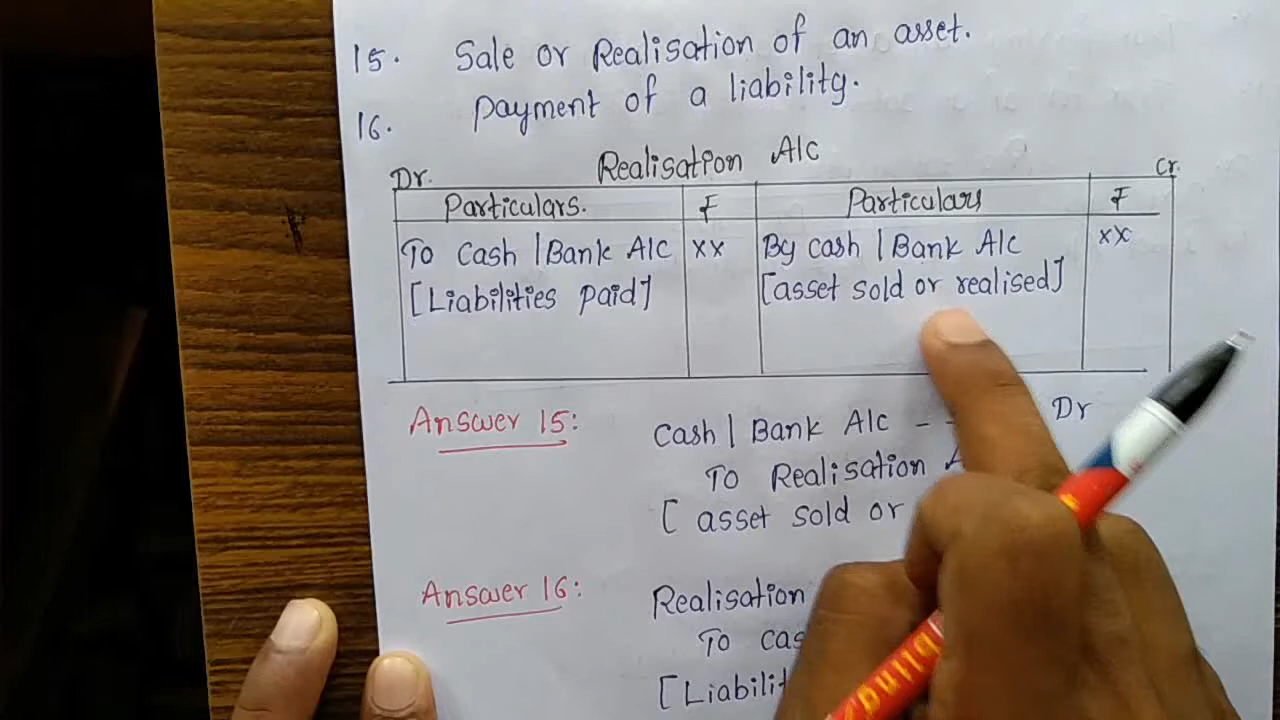 15. Sale or Realisation of an asset.
16. Payment of a liability.
Realisation A/c
Dr. Cr.
Particulars. ₹ Particulars ₹
To Cash | Bank A/c xx By cash | Bank A/c xx
[Liabilities paid] [asset sold or realised]
Answer 15: Cash | Bank A/c - - Dr
To Realisation
[ asset sold or
Answer 16: Realisation
To